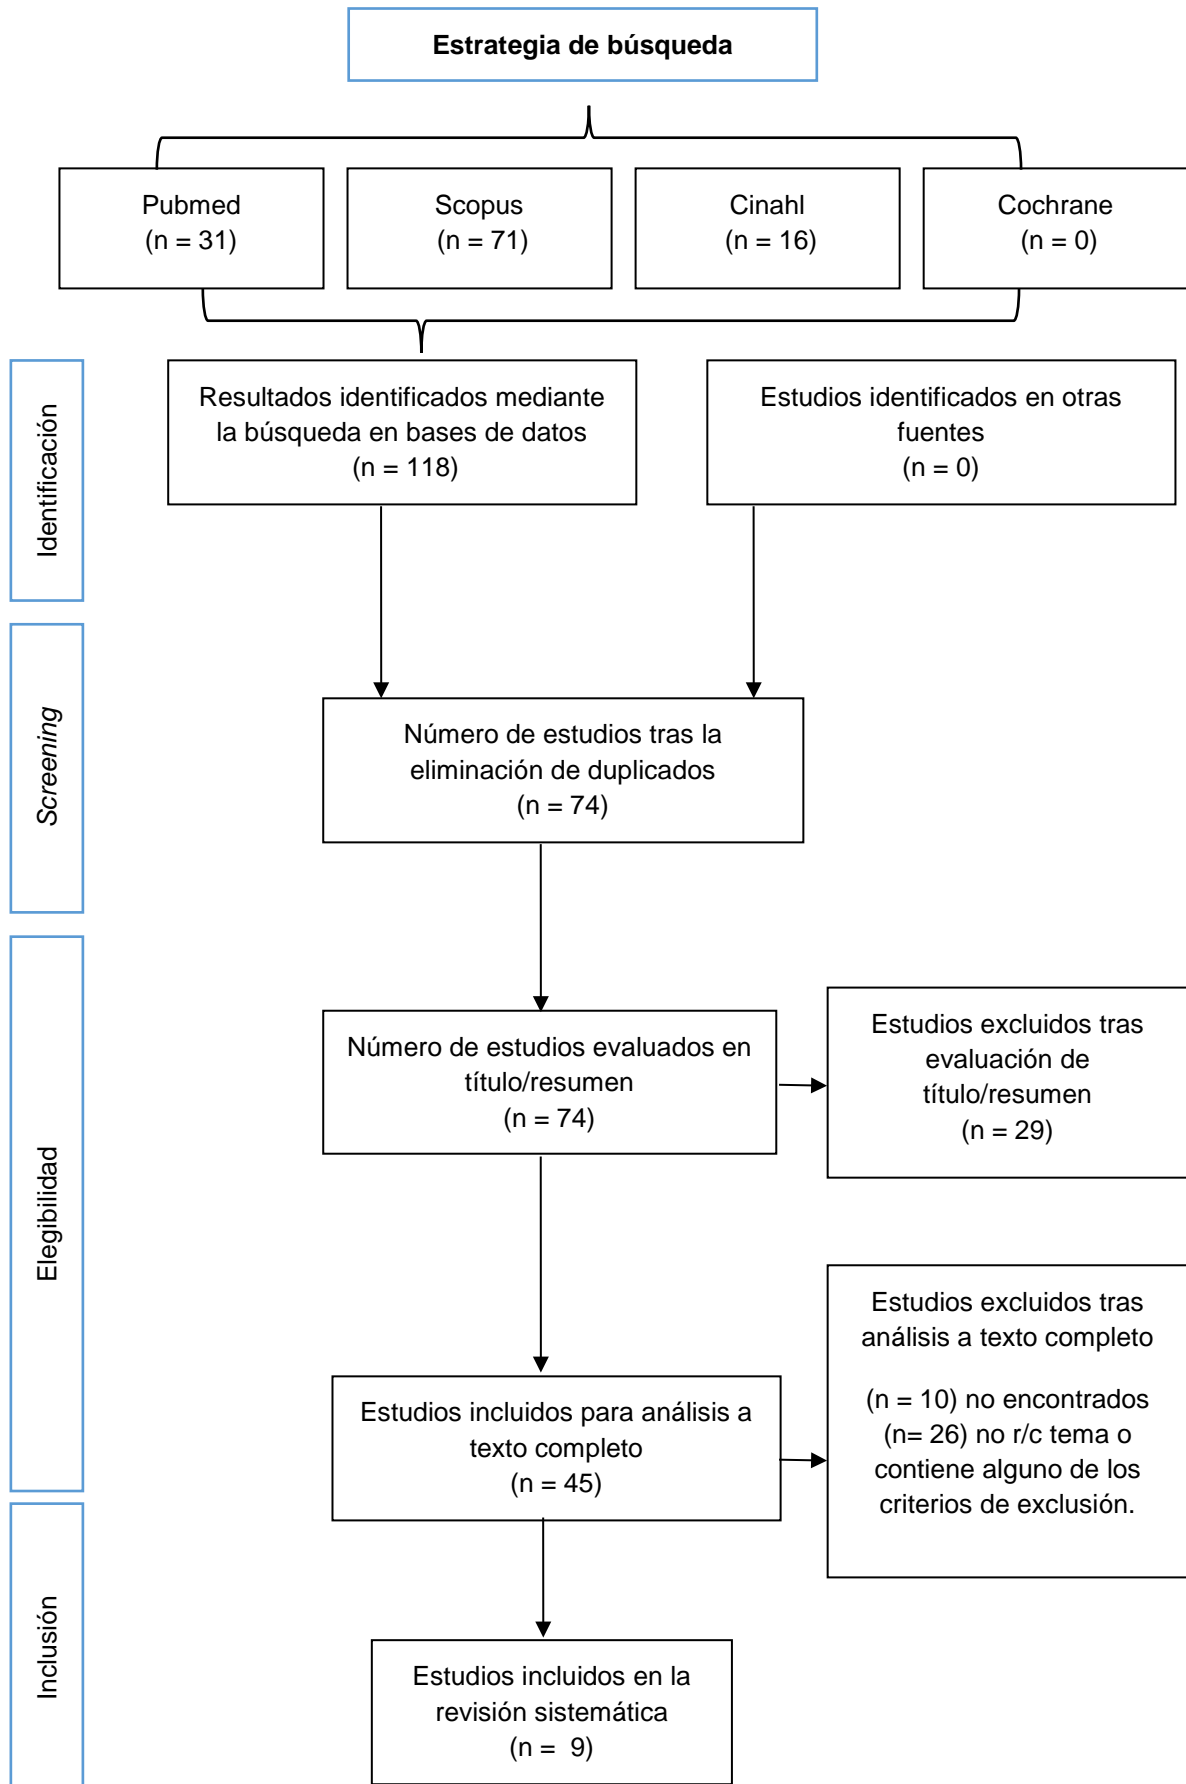 Estrategia de búsqueda
Pubmed
(n = 31)
Scopus
(n = 71)
Cinahl
(n = 16)
Cochrane
(n = 0)
Identificación
Resultados identificados mediante
la búsqueda en bases de datos
(n = 118)
Estudios identificados en otras
fuentes
(n = 0)
Screening
Número de estudios tras la
eliminación de duplicados
(n = 74)
Elegibilidad
Número de estudios evaluados en
título/resumen
(n = 74)
Estudios excluidos tras
evaluación de
título/resumen
(n = 29)
Estudios incluidos para análisis a
texto completo
(n = 45)
Estudios excluidos tras
análisis a texto completo
(n = 10) no encontrados
(n= 26) no r/c tema o
contiene alguno de los
criterios de exclusión.
Inclusión
Estudios incluidos en la
revisión sistemática
(n =  9)